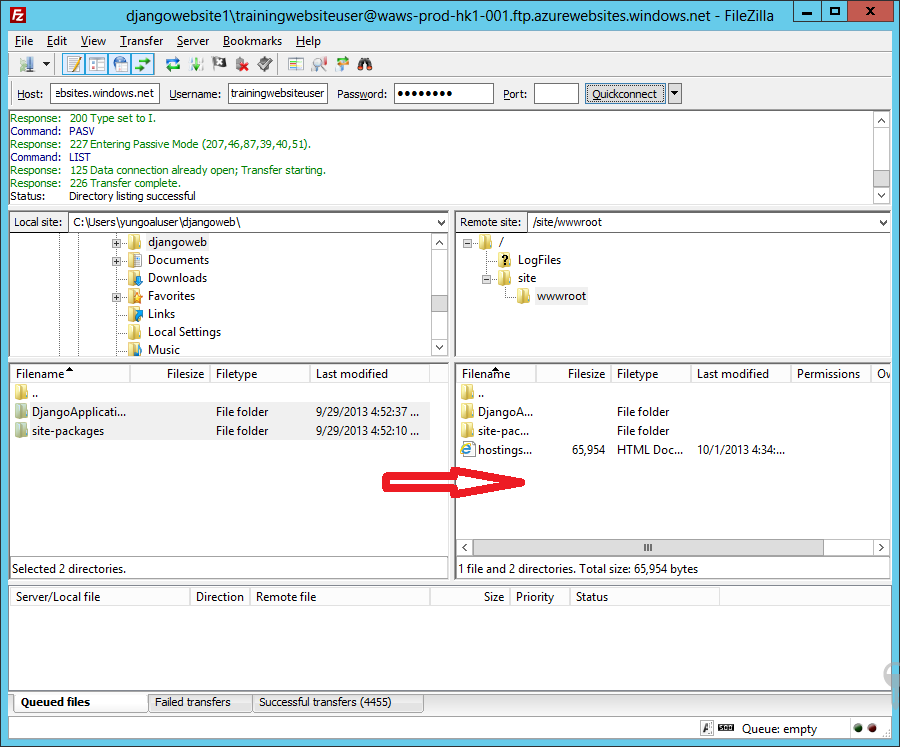 djangowebsite1\trainingwebsiteuser@waws-prod-hk1-001.ftp.azurewebsites.windows.net - FileZilla
File Edit View Transfer Server Bookmarks Help
Host: ebsites.windows.net Username: trainingwebsiteuser Password: ●●●●●●●● Port: Quickconnect
Response: 200 Type set to I.
Command: PASV
Response: 227 Entering Passive Mode (207,46,87,39,40,51).
Command: LIST
Response: 125 Data connection already open; Transfer starting.
Response: 226 Transfer complete.
Status: Directory listing successful
Local site: C:\Users\yungoaluser\djangoweb\
djangoweb
Documents
Downloads
Favorites
Links
Local Settings
Music
Remote site: /site/wwwroot
/
LogFiles
site
wwwroot
Filename Filesize Filetype Last modified
..
DjangoApplicati... File folder 9/29/2013 4:52:37 ...
site-packages File folder 9/29/2013 4:52:10 ...
Selected 2 directories.
Filename Filesize Filetype Last modified Permissions Ov
..
DjangoA... File folder
site-pac... File folder
hostings... 65,954 HTML Doc... 10/1/2013 4:34:...
1 file and 2 directories. Total size: 65,954 bytes
Server/Local file Direction Remote file Size Priority Status
Queued files Failed transfers Successful transfers (4455)
Queue: empty